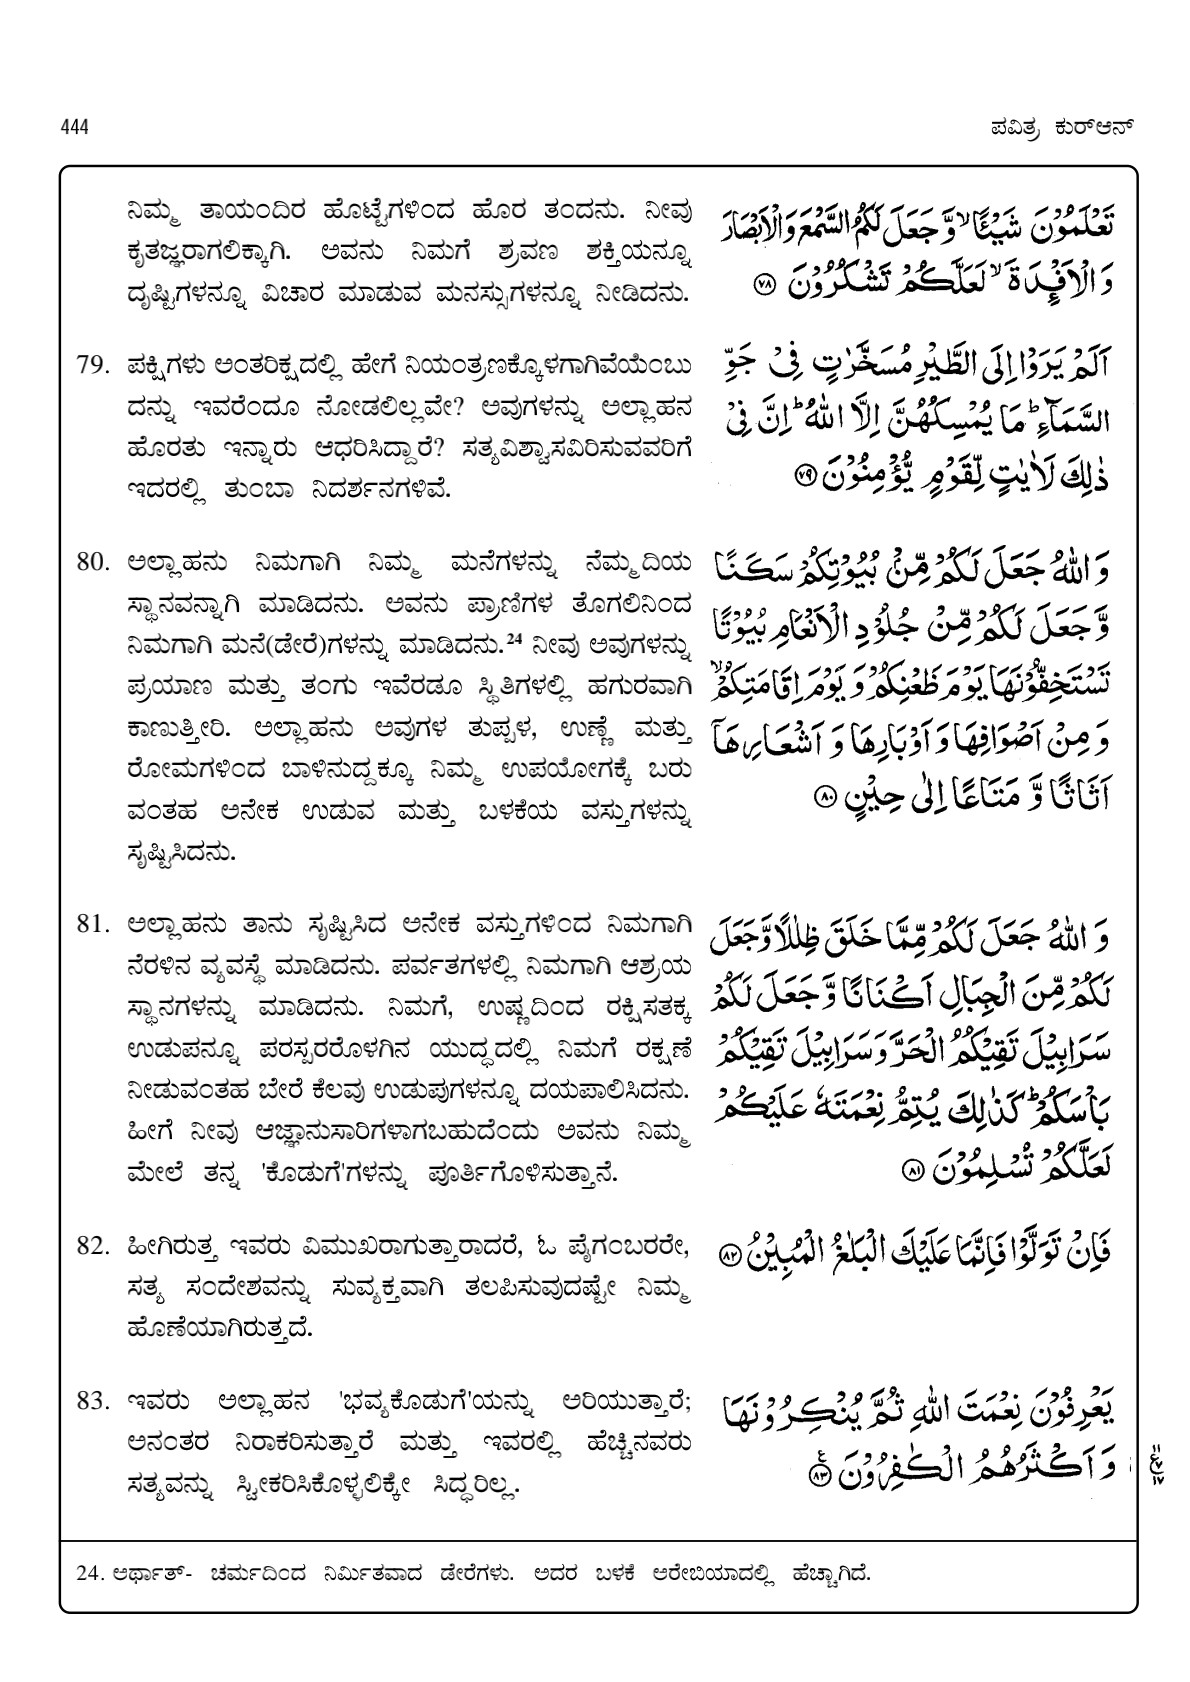 444
ಪವಿತ್ರ ಕುರ್‌ಆನ್
ನಿಮ್ಮ ತಾಯಂದಿರ ಹೊಟ್ಟೆಗಳಿಂದ ಹೊರ ತಂದನು. ನೀವು
ಕೃತಜ್ಞರಾಗಲಿಕ್ಕಾಗಿ. ಅವನು ನಿಮಗೆ ಶ್ರವಣ ಶಕ್ತಿಯನ್ನೂ
ದೃಷ್ಟಿಗಳನ್ನೂ ವಿಚಾರ ಮಾಡುವ ಮನಸ್ಸುಗಳನ್ನೂ ನೀಡಿದನು.
تَعْلَمُوْنَ شَيْـًٔا ۙ وَّ جَعَلَ لَكُمُ السَّمْعَ وَ الْاَبْصَارَ
وَ الْاَفْـِٕدَةَ ۙ لَعَلَّكُمْ تَشْكُرُوْنَ ۝۷۸
79. ಪಕ್ಷಿಗಳು ಅಂತರಿಕ್ಷದಲ್ಲಿ ಹೇಗೆ ನಿಯಂತ್ರಣಕ್ಕೊಳಗಾಗಿವೆಯೆಂಬು
ದನ್ನು ಇವರೆಂದೂ ನೋಡಲಿಲ್ಲವೇ? ಅವುಗಳನ್ನು ಅಲ್ಲಾಹನ
ಹೊರತು ಇನ್ನಾರು ಆಧರಿಸಿದ್ದಾರೆ? ಸತ್ಯವಿಶ್ವಾಸವಿರಿಸುವವರಿಗೆ
ಇದರಲ್ಲಿ ತುಂಬಾ ನಿದರ್ಶನಗಳಿವೆ.
اَلَمْ يَرَوْا اِلَى الطَّيْرِ مُسَخَّرٰتٍ فِيْ جَوِّ
السَّمَآءِ ؕ مَا يُمْسِكُهُنَّ اِلَّا اللّٰهُ ؕ اِنَّ فِيْ
ذٰلِكَ لَاٰيٰتٍ لِّقَوْمٍ يُّؤْمِنُوْنَ ۝۷۹
80. ಅಲ್ಲಾಹನು ನಿಮಗಾಗಿ ನಿಮ್ಮ ಮನೆಗಳನ್ನು ನೆಮ್ಮದಿಯ
ಸ್ಥಾನವನ್ನಾಗಿ ಮಾಡಿದನು. ಅವನು ಪ್ರಾಣಿಗಳ ತೊಗಲಿನಿಂದ
ನಿಮಗಾಗಿ ಮನೆ(ಡೇರೆ)ಗಳನ್ನು ಮಾಡಿದನು.24 ನೀವು ಅವುಗಳನ್ನು
ಪ್ರಯಾಣ ಮತ್ತು ತಂಗು ಇವೆರಡೂ ಸ್ಥಿತಿಗಳಲ್ಲಿ ಹಗುರವಾಗಿ
ಕಾಣುತ್ತೀರಿ. ಅಲ್ಲಾಹನು ಅವುಗಳ ತುಪ್ಪಳ, ಉಣ್ಣೆ ಮತ್ತು
ರೋಮಗಳಿಂದ ಬಾಳಿನುದ್ದಕ್ಕೂ ನಿಮ್ಮ ಉಪಯೋಗಕ್ಕೆ ಬರು
ವಂತಹ ಅನೇಕ ಉಡುವ ಮತ್ತು ಬಳಕೆಯ ವಸ್ತುಗಳನ್ನು
ಸೃಷ್ಟಿಸಿದನು.
وَ اللّٰهُ جَعَلَ لَكُمْ مِّنْۢ بُيُوْتِكُمْ سَكَنًا
وَّ جَعَلَ لَكُمْ مِّنْ جُلُوْدِ الْاَنْعَامِ بُيُوْتًا
تَسْتَخِفُّوْنَهَا يَوْمَ ظَعْنِكُمْ وَ يَوْمَ اِقَامَتِكُمْ ۙ
وَ مِنْ اَصْوَافِهَا وَ اَوْبَارِهَا وَ اَشْعَارِهَاۤ
اَثَاثًا وَّ مَتَاعًا اِلٰى حِيْنٍ ۝۸۰
81. ಅಲ್ಲಾಹನು ತಾನು ಸೃಷ್ಟಿಸಿದ ಅನೇಕ ವಸ್ತುಗಳಿಂದ ನಿಮಗಾಗಿ
ನೆರಳಿನ ವ್ಯವಸ್ಥೆ ಮಾಡಿದನು. ಪರ್ವತಗಳಲ್ಲಿ ನಿಮಗಾಗಿ ಆಶ್ರಯ
ಸ್ಥಾನಗಳನ್ನು ಮಾಡಿದನು. ನಿಮಗೆ, ಉಷ್ಣದಿಂದ ರಕ್ಷಿಸತಕ್ಕ
ಉಡುಪನ್ನೂ ಪರಸ್ಪರರೊಳಗಿನ ಯುದ್ಧದಲ್ಲಿ ನಿಮಗೆ ರಕ್ಷಣೆ
ನೀಡುವಂತಹ ಬೇರೆ ಕೆಲವು ಉಡುಪುಗಳನ್ನೂ ದಯಪಾಲಿಸಿದನು.
ಹೀಗೆ ನೀವು ಆಜ್ಞಾನುಸಾರಿಗಳಾಗಬಹುದೆಂದು ಅವನು ನಿಮ್ಮ
ಮೇಲೆ ತನ್ನ 'ಕೊಡುಗೆ'ಗಳನ್ನು ಪೂರ್ತಿಗೊಳಿಸುತ್ತಾನೆ.
وَ اللّٰهُ جَعَلَ لَكُمْ مِّمَّا خَلَقَ ظِلٰلًا وَّ جَعَلَ
لَكُمْ مِّنَ الْجِبَالِ اَكْنَانًا وَّ جَعَلَ لَكُمْ
سَرَابِيْلَ تَقِيْكُمُ الْحَرَّ وَ سَرَابِيْلَ تَقِيْكُمْ
بَاْسَكُمْ ؕ كَذٰلِكَ يُتِمُّ نِعْمَتَهٗ عَلَيْكُمْ
لَعَلَّكُمْ تُسْلِمُوْنَ ۝۸۱
82. ಹೀಗಿರುತ್ತ ಇವರು ವಿಮುಖರಾಗುತ್ತಾರಾದರೆ, ಓ ಪೈಗಂಬರರೇ,
ಸತ್ಯ ಸಂದೇಶವನ್ನು ಸುವ್ಯಕ್ತವಾಗಿ ತಲಪಿಸುವುದಷ್ಟೇ ನಿಮ್ಮ
ಹೊಣೆಯಾಗಿರುತ್ತದೆ.
فَاِنْ تَوَلَّوْا فَاِنَّمَا عَلَيْكَ الْبَلٰغُ الْمُبِيْنُ ۝۸۲
83. ಇವರು ಅಲ್ಲಾಹನ 'ಭವ್ಯಕೊಡುಗೆ'ಯನ್ನು ಅರಿಯುತ್ತಾರೆ;
ಅನಂತರ ನಿರಾಕರಿಸುತ್ತಾರೆ ಮತ್ತು ಇವರಲ್ಲಿ ಹೆಚ್ಚಿನವರು
ಸತ್ಯವನ್ನು ಸ್ವೀಕರಿಸಿಕೊಳ್ಳಲಿಕ್ಕೇ ಸಿದ್ಧರಿಲ್ಲ.
يَعْرِفُوْنَ نِعْمَتَ اللّٰهِ ثُمَّ يُنْكِرُوْنَهَا
وَ اَكْثَرُهُمُ الْكٰفِرُوْنَ ۝۸۳
24. ಅರ್ಥಾತ್- ಚರ್ಮದಿಂದ ನಿರ್ಮಿತವಾದ ಡೇರೆಗಳು. ಅದರ ಬಳಕೆ ಅರೇಬಿಯಾದಲ್ಲಿ ಹೆಚ್ಚಾಗಿದೆ.